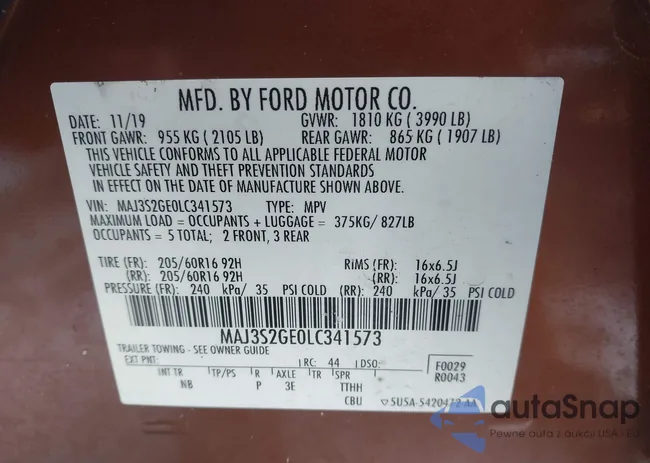 MFD. BY FORD MOTOR CO.
DATE: 11/19 GVWR: 1810 KG ( 3990 LB)
FRONT GAWR: 955 KG ( 2105 LB) REAR GAWR: 865 KG ( 1907 LB)
THIS VEHICLE CONFORMS TO ALL APPLICABLE FEDERAL MOTOR
VEHICLE SAFETY AND THEFT PREVENTION STANDARDS
IN EFFECT ON THE DATE OF MANUFACTURE SHOWN ABOVE.
VIN: MAJ3S2GE0LC341573 TYPE: MPV
MAXIMUM LOAD = OCCUPANTS + LUGGAGE = 375KG/ 827LB
OCCUPANTS = 5 TOTAL; 2 FRONT, 3 REAR
TIRE (FR): 205/60R16 92H RIMS (FR): 16x6.5J
(RR): 205/60R16 92H (RR): 16x6.5J
PRESSURE (FR): 240 kPa/ 35 PSI COLD (RR): 240 kPa/ 35 PSI COLD
MAJ3S2GE0LC341573
TRAILER TOWING - SEE OWNER GUIDE
EXT PNT: RC: 44 DSO: F0029
R0043
INT TR TP/PS R AXLE TR SPR
NB P 3E TTHH
CBU 5USA-5420472-AA
autaSnap
Pewne auta z aukcji USA - EU